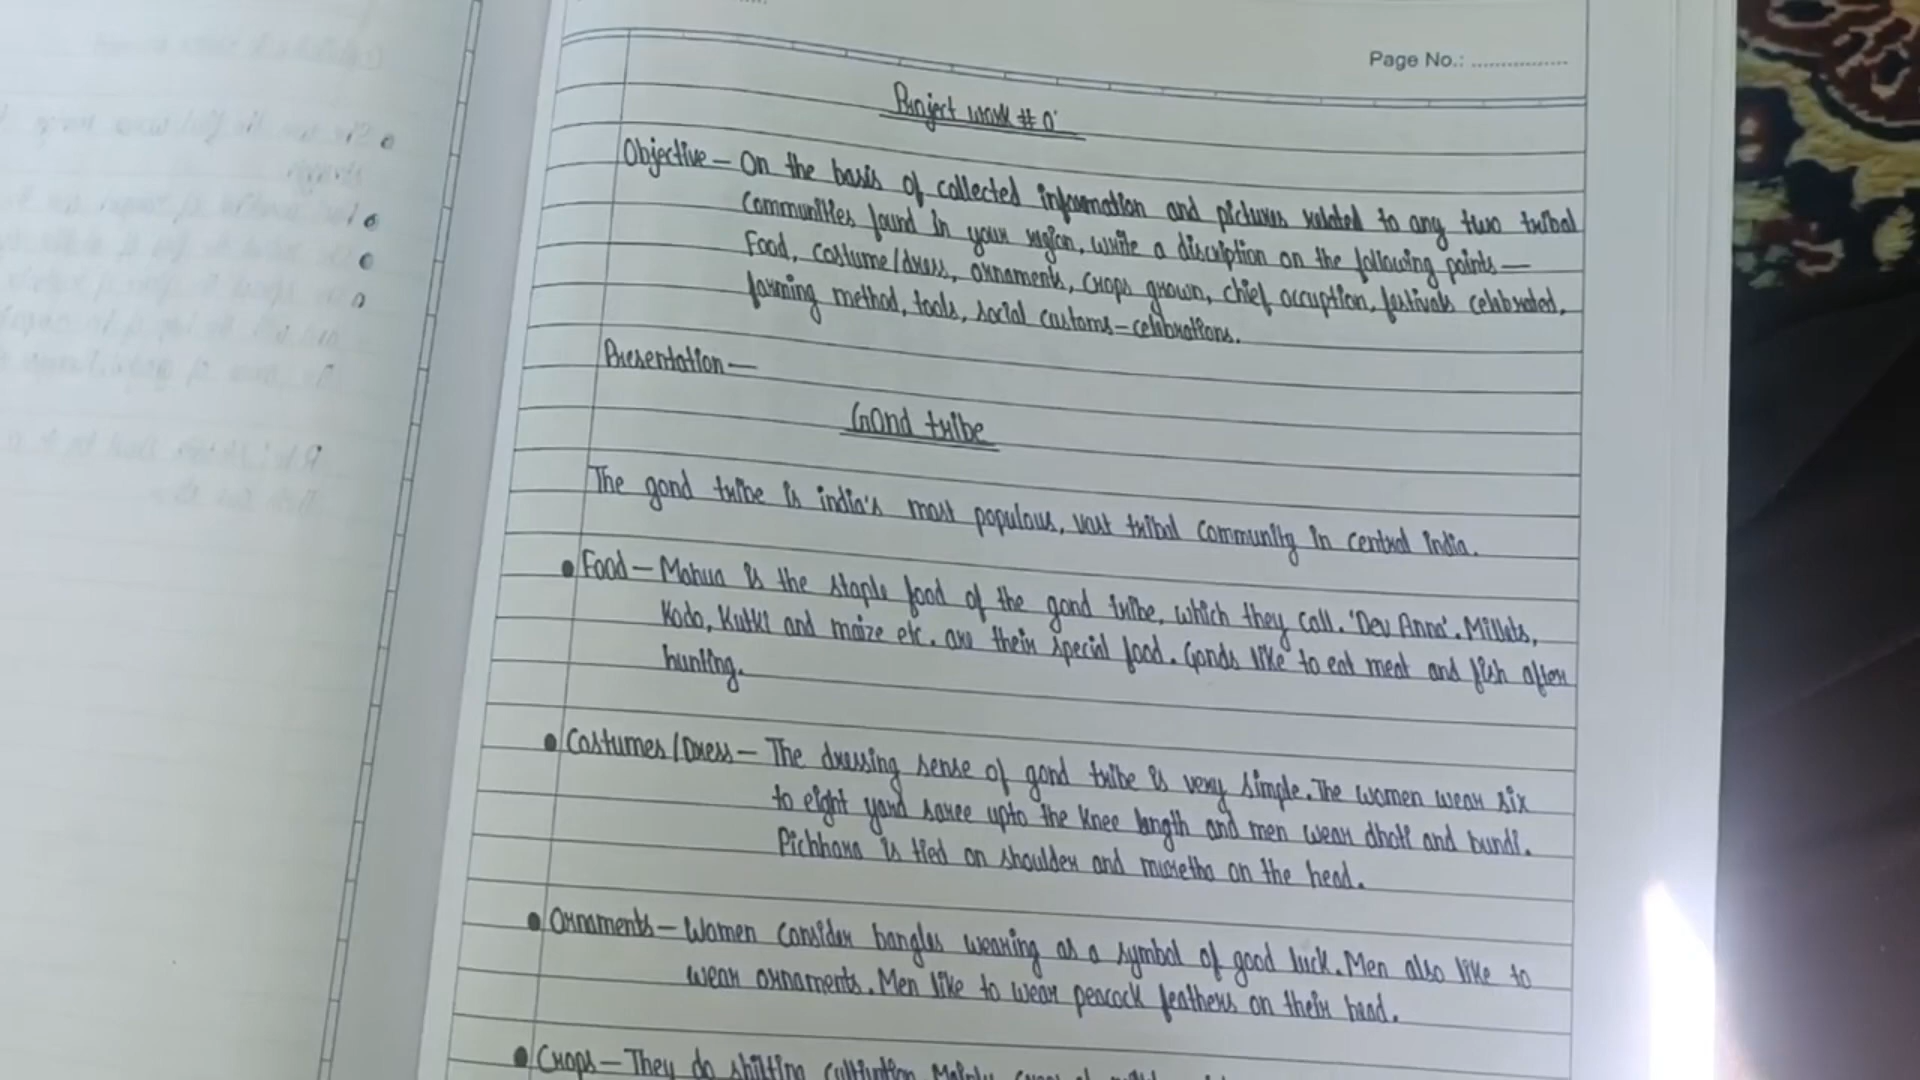 Page No.: ................
Project work # 0
Objective – On the basis of collected information and pictures related to any two tribal
Communities found in your region, write a discription on the following points –
Food, costume/dress, ornaments, crops grown, chief occuption, festivals celebrated,
farming method, tools, social customs – celebrations.
Presentation –
Gond tribe
The gond tribe is india's most populous, vast tribal community in central India.
• Food – Mahua is the staple food of the gond tribe, which they call. 'Dev Anna'. Millets,
Kodo, Kutki and maize etc. are their special food. Gonds like to eat meat and fish after
hunting.
• Costumes/Dress – The dressing sense of gond tribe is very simple. The women wear six
to eight yard saree upto the knee length and men wear dhoti and bundi.
Pichhora is tied on shoulder and muretha on the head.
• Ornaments – Women consider bangles wearing as a symbol of good luck. Men also like to
wear ornaments. Men like to wear peacock feathers on their head.
• Crops – They do shifting cultivation Mainly